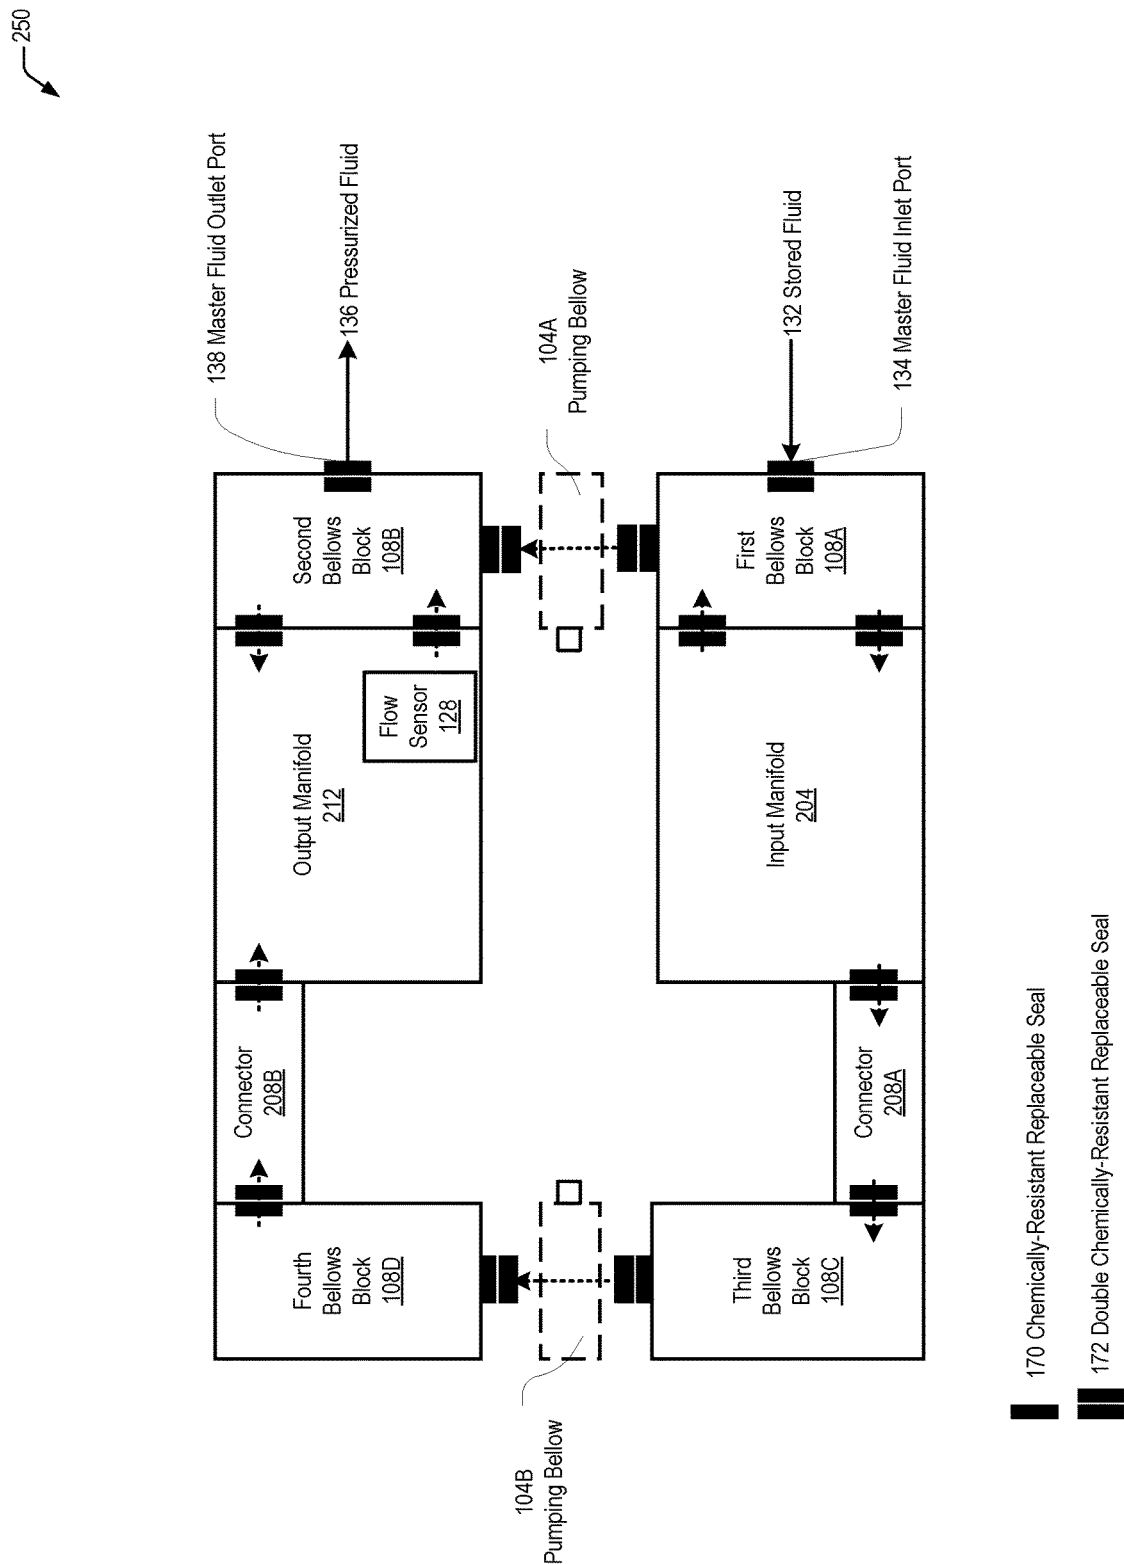 250
138 Master Fluid Outlet Port
136 Pressurized Fluid
104A
Pumping Bellow
132 Stored Fluid
134 Master Fluid Inlet Port
Second
Bellows
Block
108B
First
Bellows
Block
108A
Output Manifold
212
Flow
Sensor
128
Input Manifold
204
Connector
208B
Connector
208A
Fourth
Bellows
Block
108D
Third
Bellows
Block
108C
104B
Pumping Bellow
170 Chemically-Resistant Replaceable Seal
172 Double Chemically-Resistant Replaceable Seal